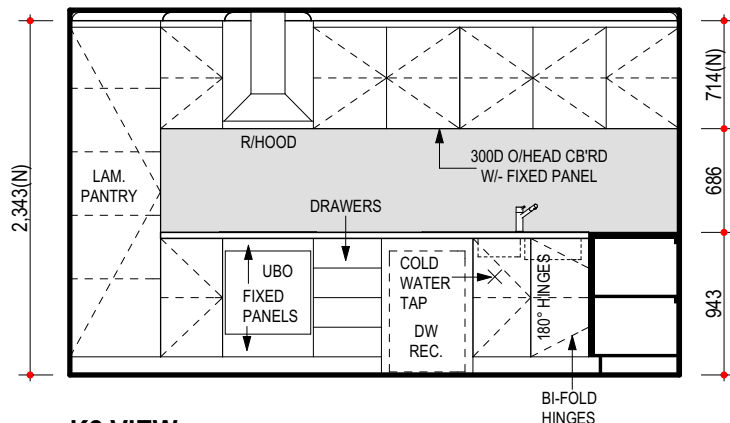 R/HOOD
300D O/HEAD CB'RD
W/- FIXED PANEL
LAM.
PANTRY
DRAWERS
UBO
FIXED
PANELS
COLD
WATER
TAP
DW
REC.
180° HINGES
BI-FOLD
HINGES
2,343(N)
714(N)
686
943